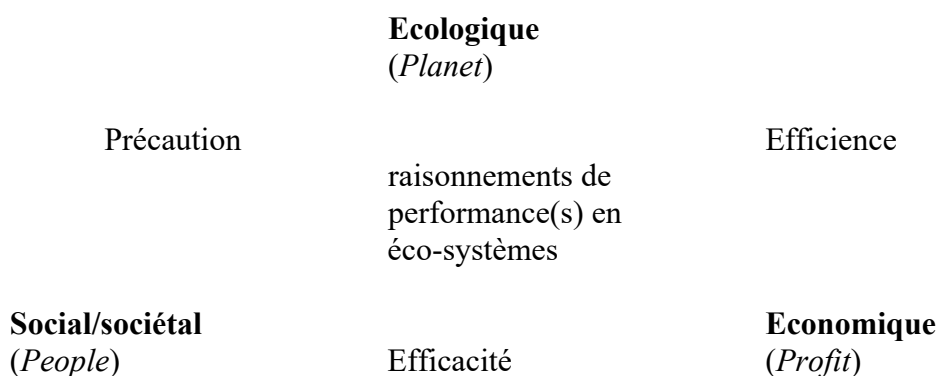 Ecologique
(Planet)
Précaution
Efficience
raisonnements de
performance(s) en
éco-systèmes
Social/sociétal
(People)
Efficacité
Economique
(Profit)